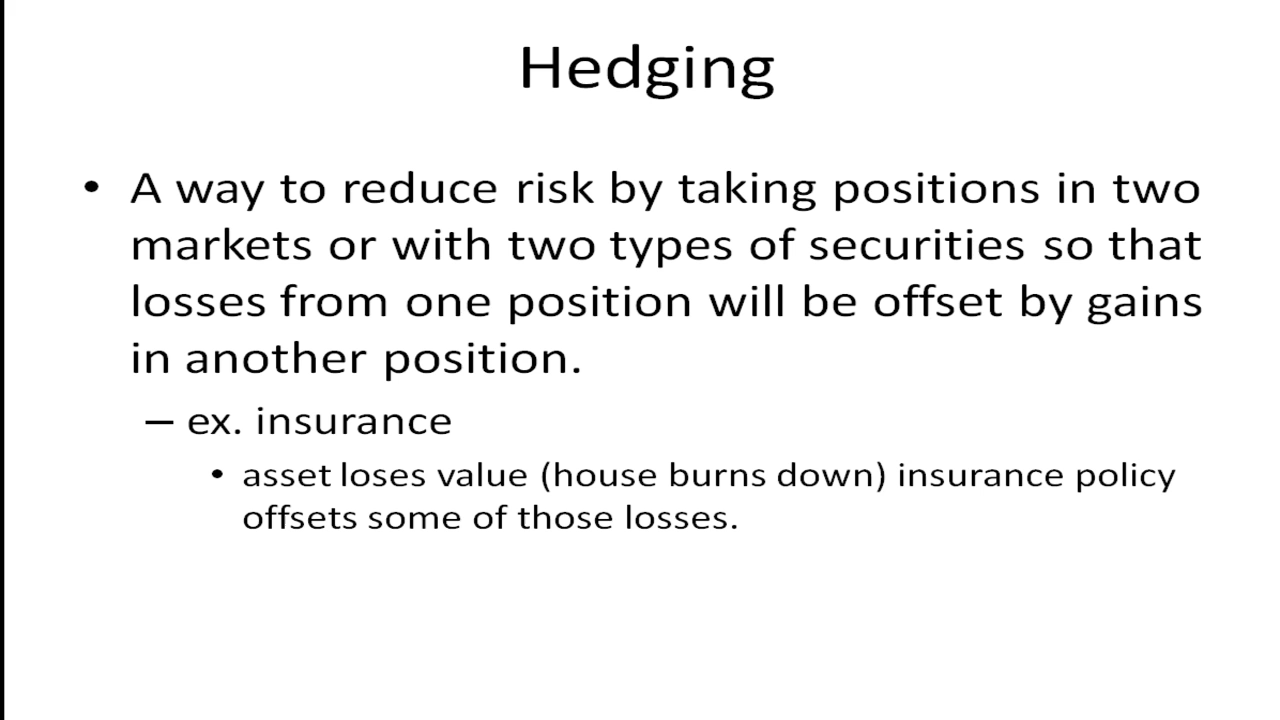 Hedging
• A way to reduce risk by taking positions in two
markets or with two types of securities so that
losses from one position will be offset by gains
in another position.
– ex. insurance
• asset loses value (house burns down) insurance policy
offsets some of those losses.